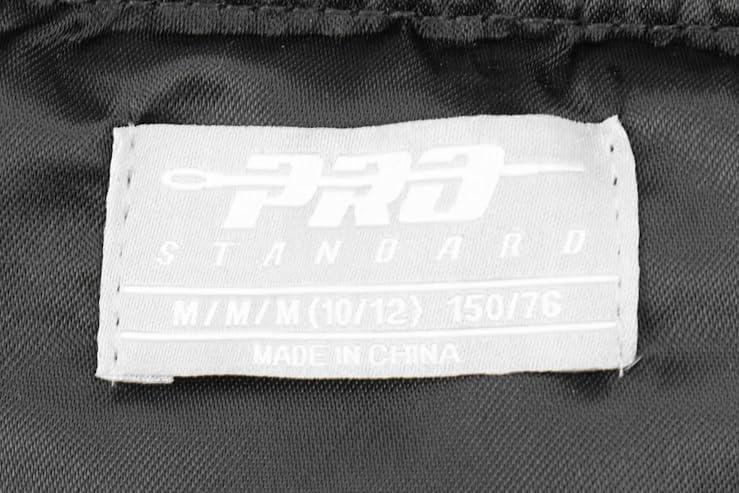 PRO
STANDARD
M/M/M (10/12) 150/76
MADE IN CHINA